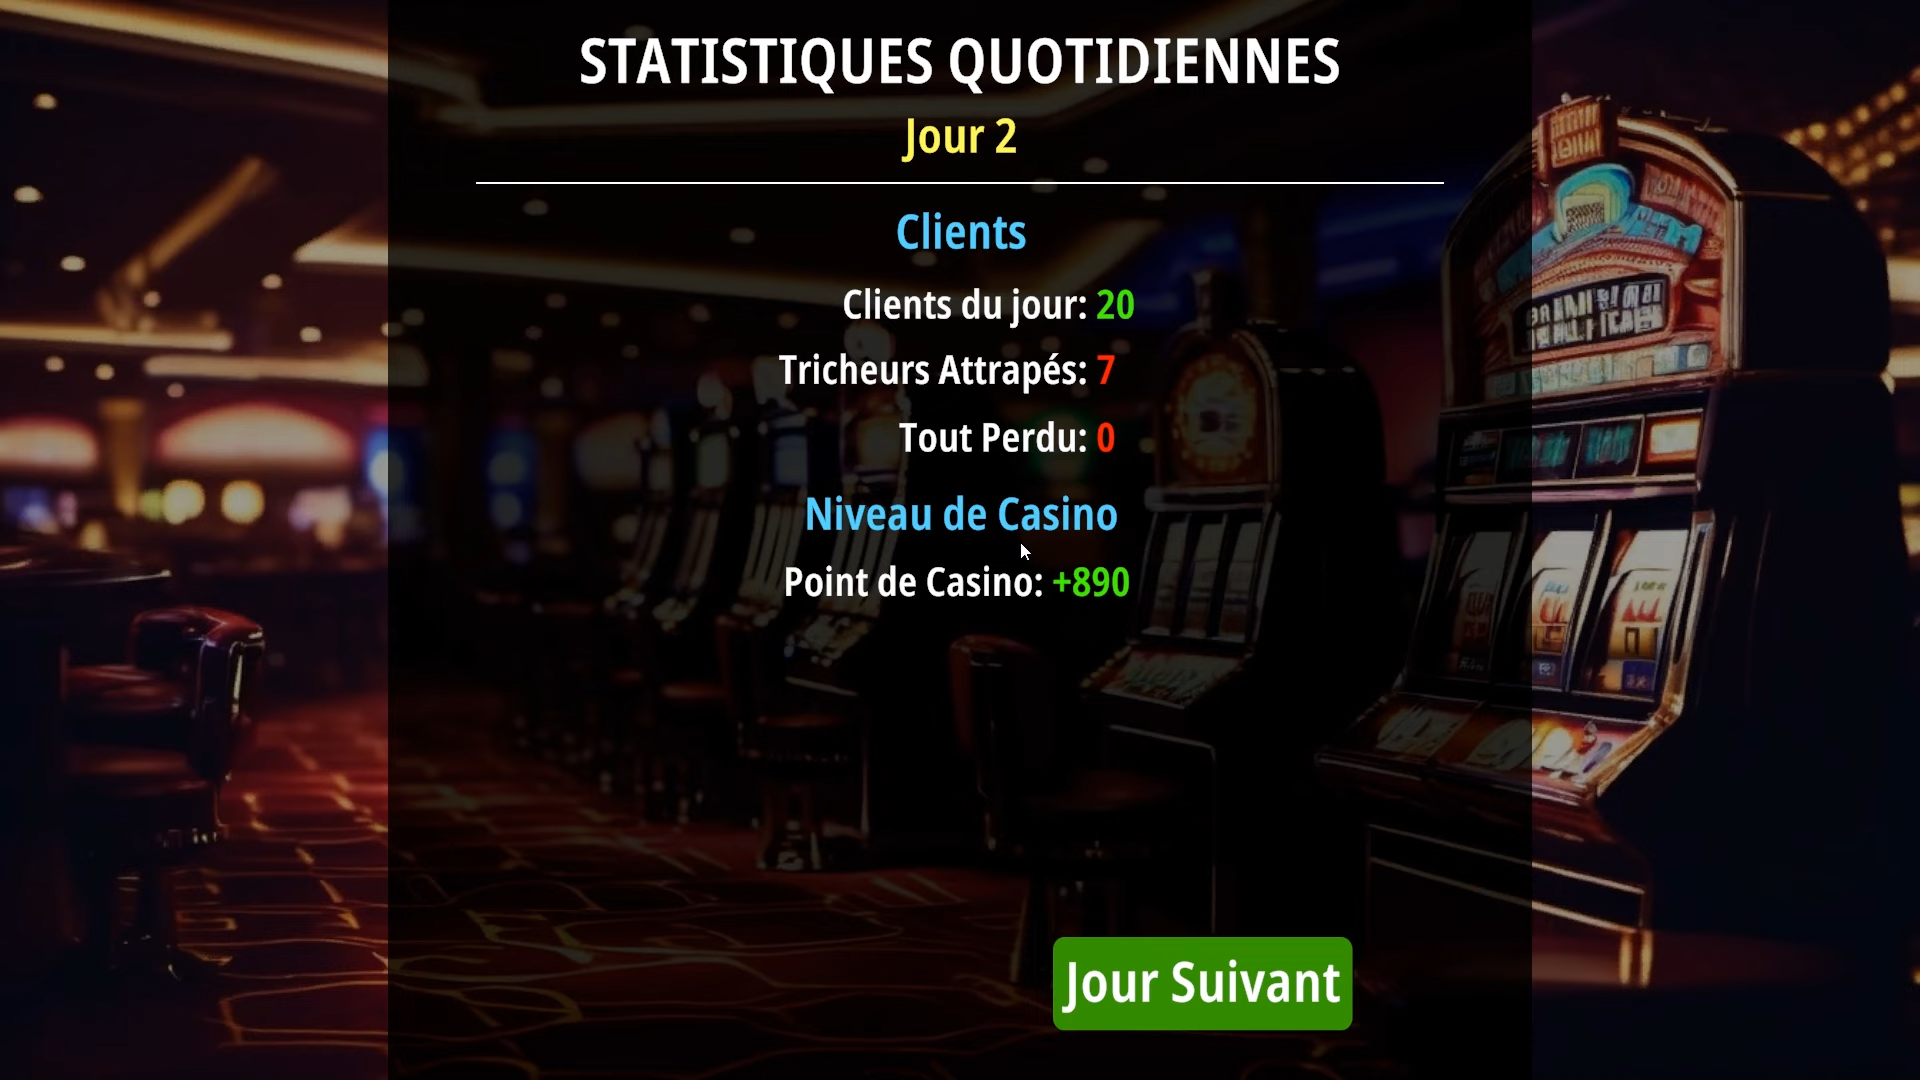 STATISTIQUES QUOTIDIENNES
Jour 2
Clients
Clients du jour: 20
Tricheurs Attrapés: 7
Tout Perdu: 0
Niveau de Casino
Point de Casino: +890
Jour Suivant